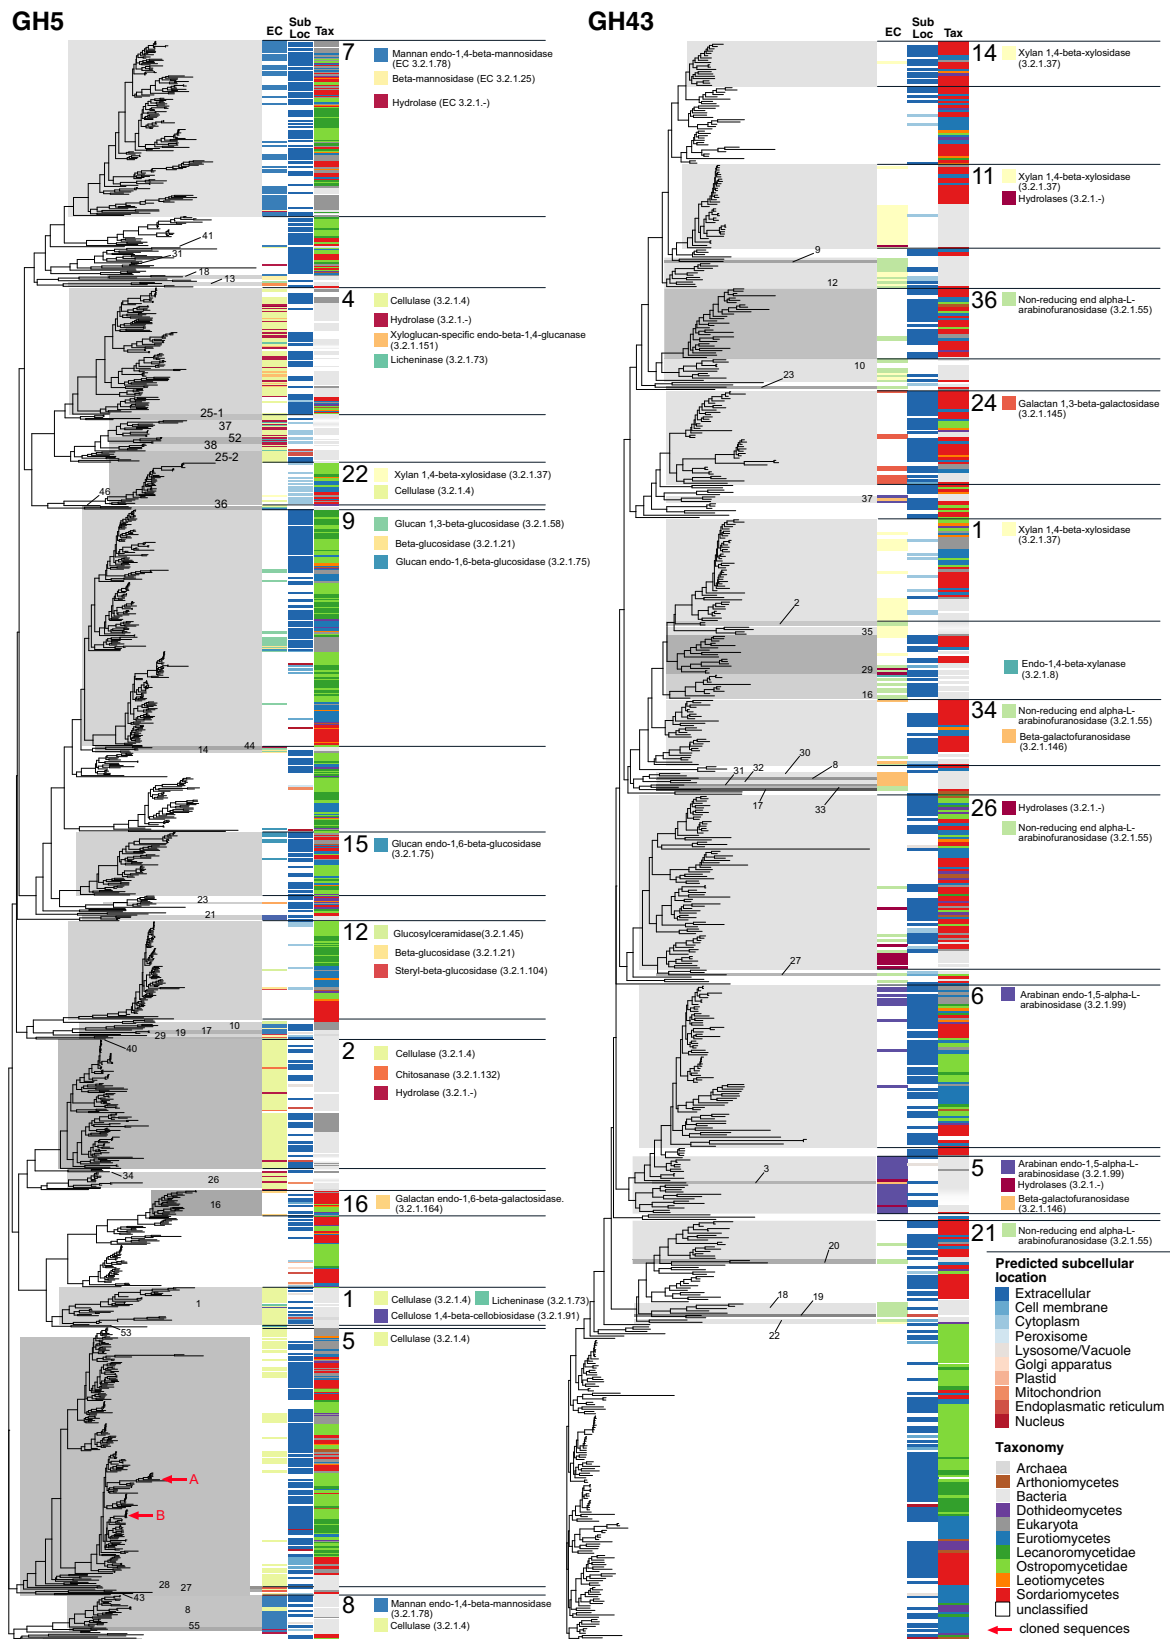 GH5
EC
Sub
Loc
Tax
7
Mannan endo-1,4-beta-mannosidase
(EC 3.2.1.78)
Beta-mannosidase (EC 3.2.1.25)
Hydrolase (EC 3.2.1.-)
41
31
18
13
4
Cellulase (3.2.1.4)
Hydrolase (3.2.1.-)
Xyloglucan-specific endo-beta-1,4-glucanase
(3.2.1.151)
Licheninase (3.2.1.73)
25-1
37
52
38
25-2
22
Xylan 1,4-beta-xylosidase (3.2.1.37)
Cellulase (3.2.1.4)
46
36
9
Glucan 1,3-beta-glucosidase (3.2.1.58)
Beta-glucosidase (3.2.1.21)
Glucan endo-1,6-beta-glucosidase (3.2.1.75)
44
14
15
Glucan endo-1,6-beta-glucosidase
(3.2.1.75)
23
21
12
Glucosylceramidase(3.2.1.45)
Beta-glucosidase (3.2.1.21)
Steryl-beta-glucosidase (3.2.1.104)
10
17
19
29
40
2
Cellulase (3.2.1.4)
Chitosanase (3.2.1.132)
Hydrolase (3.2.1.-)
34
26
16
16
Galactan endo-1,6-beta-galactosidase.
(3.2.1.164)
1
1
Cellulase (3.2.1.4)
Licheninase (3.2.1.73)
Cellulose 1,4-beta-cellobiosidase (3.2.1.91)
53
5
Cellulase (3.2.1.4)
A
B
28
27
43
8
8
Mannan endo-1,4-beta-mannosidase
(3.2.1.78)
Cellulase (3.2.1.4)
55
GH43
EC
Sub
Loc
Tax
14
Xylan 1,4-beta-xylosidase
(3.2.1.37)
11
Xylan 1,4-beta-xylosidase
(3.2.1.37)
Hydrolases (3.2.1.-)
9
12
36
Non-reducing end alpha-L-
arabinofuranosidase (3.2.1.55)
10
23
24
Galactan 1,3-beta-galactosidase
(3.2.1.145)
37
1
Xylan 1,4-beta-xylosidase
(3.2.1.37)
2
35
29
Endo-1,4-beta-xylanase
(3.2.1.8)
16
34
Non-reducing end alpha-L-
arabinofuranosidase (3.2.1.55)
Beta-galactofuranosidase
(3.2.1.146)
30
8
32
31
17
33
26
Hydrolases (3.2.1.-)
Non-reducing end alpha-L-
arabinofuranosidase (3.2.1.55)
27
6
Arabinan endo-1,5-alpha-L-
arabinosidase (3.2.1.99)
3
5
Arabinan endo-1,5-alpha-L-
arabinosidase (3.2.1.99)
Hydrolases (3.2.1.-)
Beta-galactofuranosidase
(3.2.1.146)
21
Non-reducing end alpha-L-
arabinofuranosidase (3.2.1.55)
20
18
19
22
Predicted subcellular
location
Extracellular
Cell membrane
Cytoplasm
Peroxisome
Lysosome/Vacuole
Golgi apparatus
Plastid
Mitochondrion
Endoplasmatic reticulum
Nucleus
Taxonomy
Archaea
Arthoniomycetes
Bacteria
Dothideomycetes
Eukaryota
Eurotiomycetes
Lecanoromycetidae
Ostropomycetidae
Leotiomycetes
Sordariomycetes
unclassified
cloned sequences